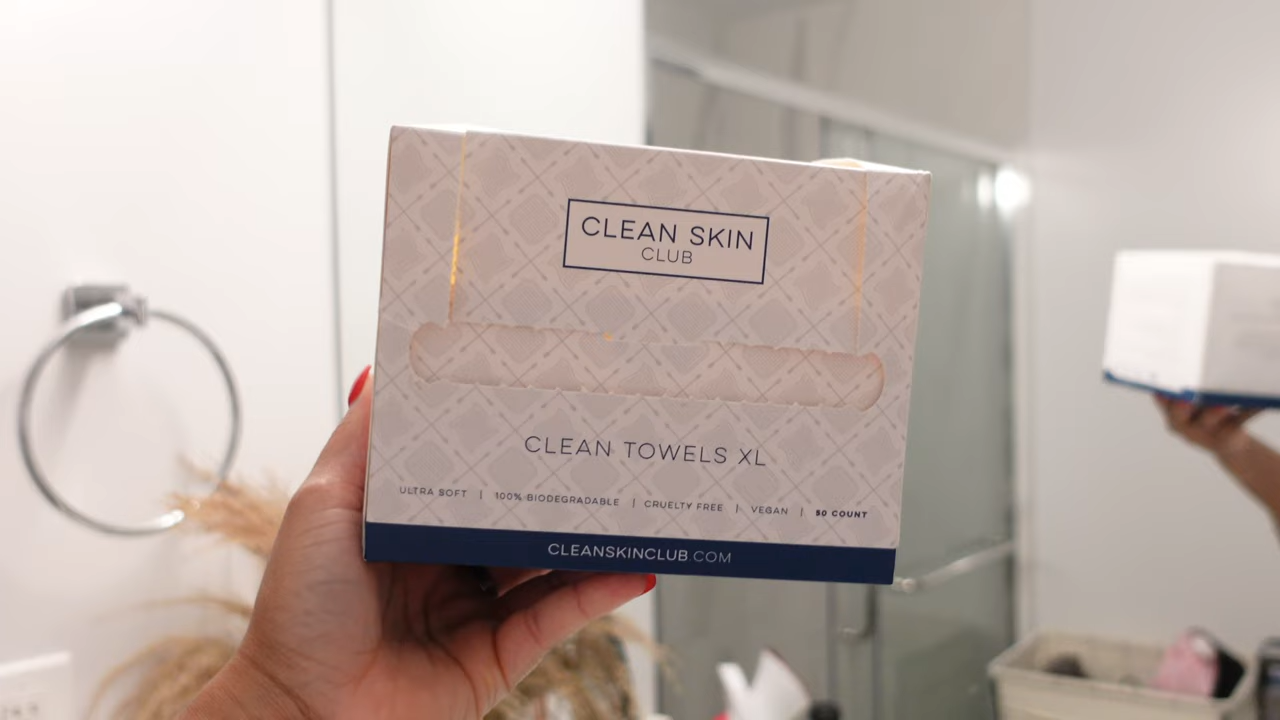 CLEAN SKIN
CLUB
CLEAN TOWELS XL
ULTRA SOFT | 100% BIODEGRADABLE | CRUELTY FREE | VEGAN | 50 COUNT
CLEANSKINCLUB.COM